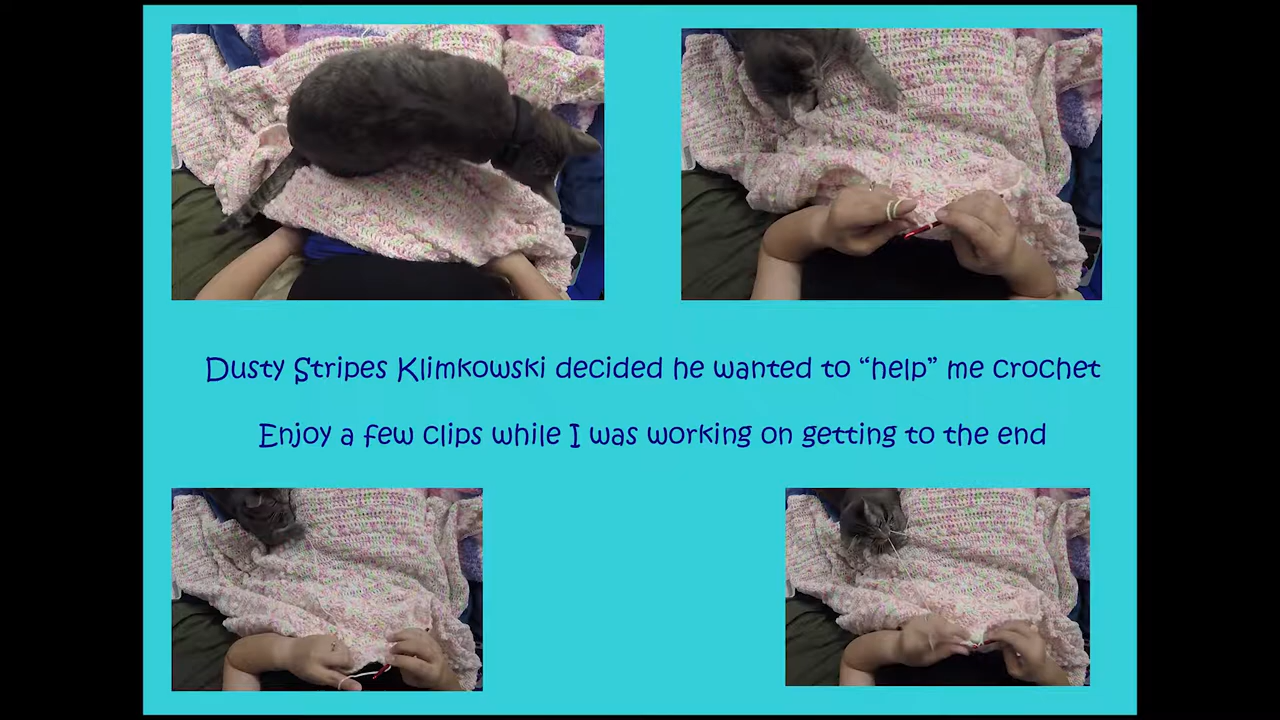 Dusty Stripes Klimkowski decided he wanted to “help” me crochet
Enjoy a few clips while I was working on getting to the end